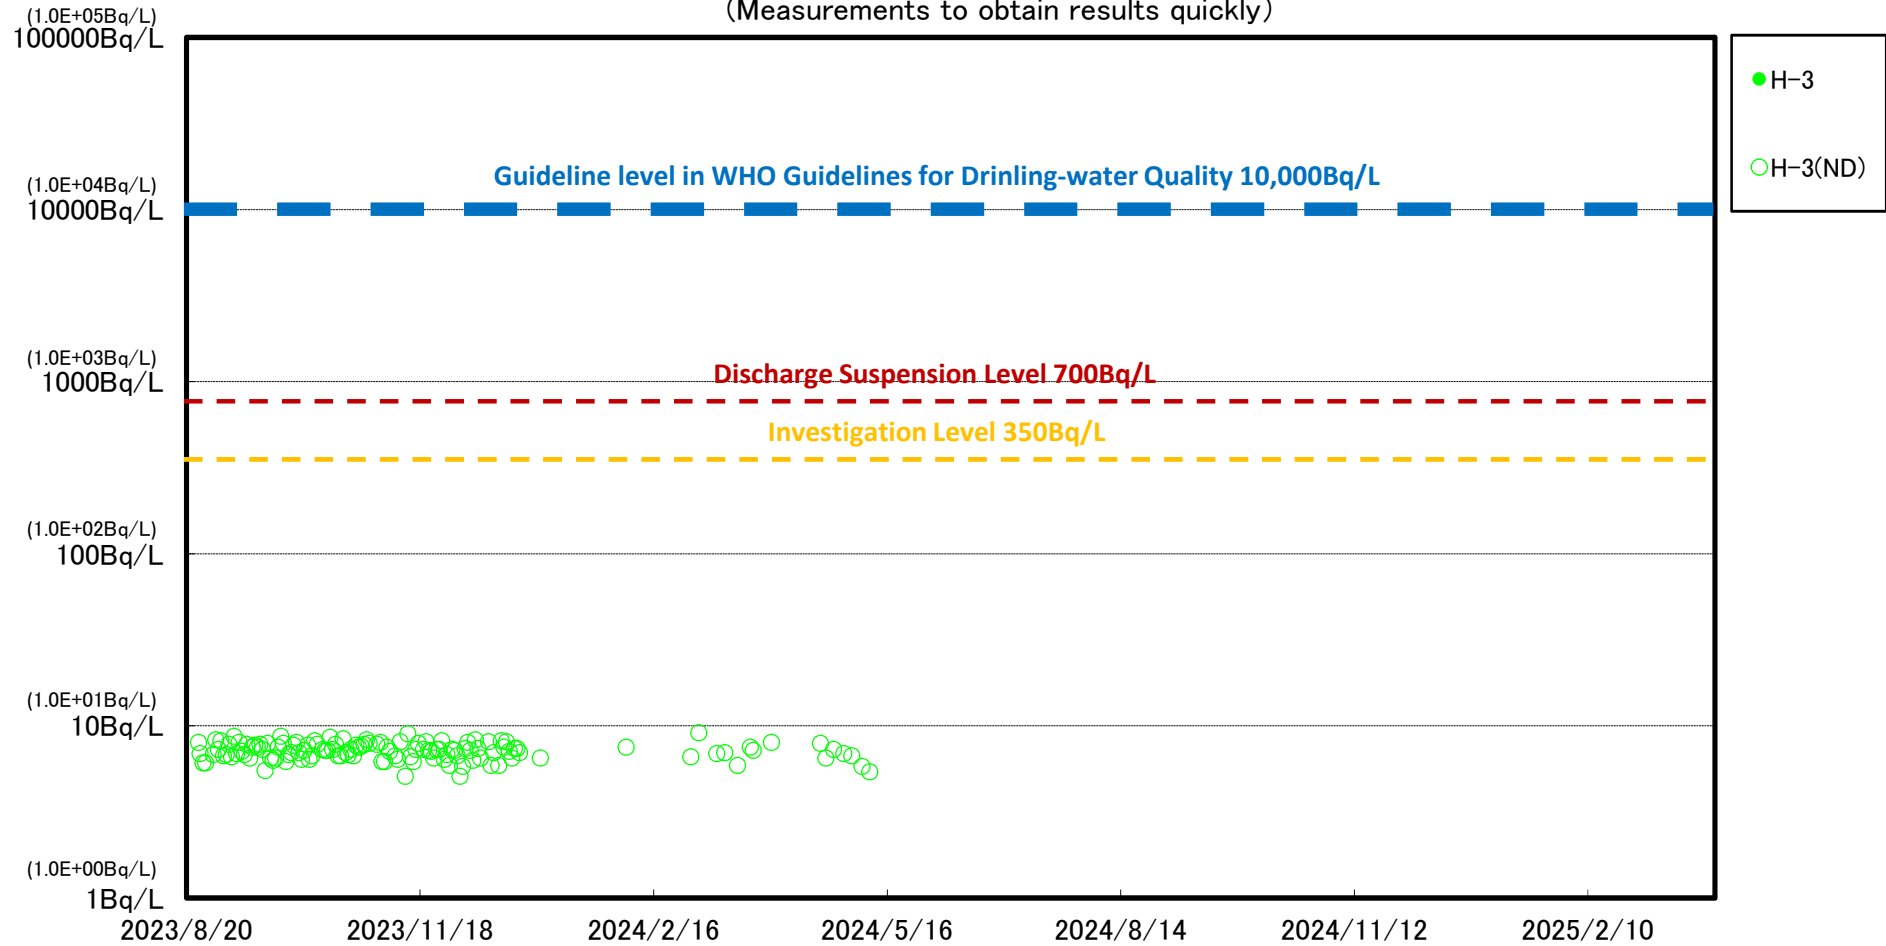 (Measurements to obtain results quickly)
(1.0E+05Bq/L)
100000Bq/L
H-3
H-3(ND)
Guideline level in WHO Guidelines for Drinling-water Quality 10,000Bq/L
(1.0E+04Bq/L)
10000Bq/L
(1.0E+03Bq/L)
1000Bq/L
Discharge Suspension Level 700Bq/L
Investigation Level 350Bq/L
(1.0E+02Bq/L)
100Bq/L
(1.0E+01Bq/L)
10Bq/L
(1.0E+00Bq/L)
1Bq/L
2023/8/20 2023/11/18 2024/2/16 2024/5/16 2024/8/14 2024/11/12 2025/2/10